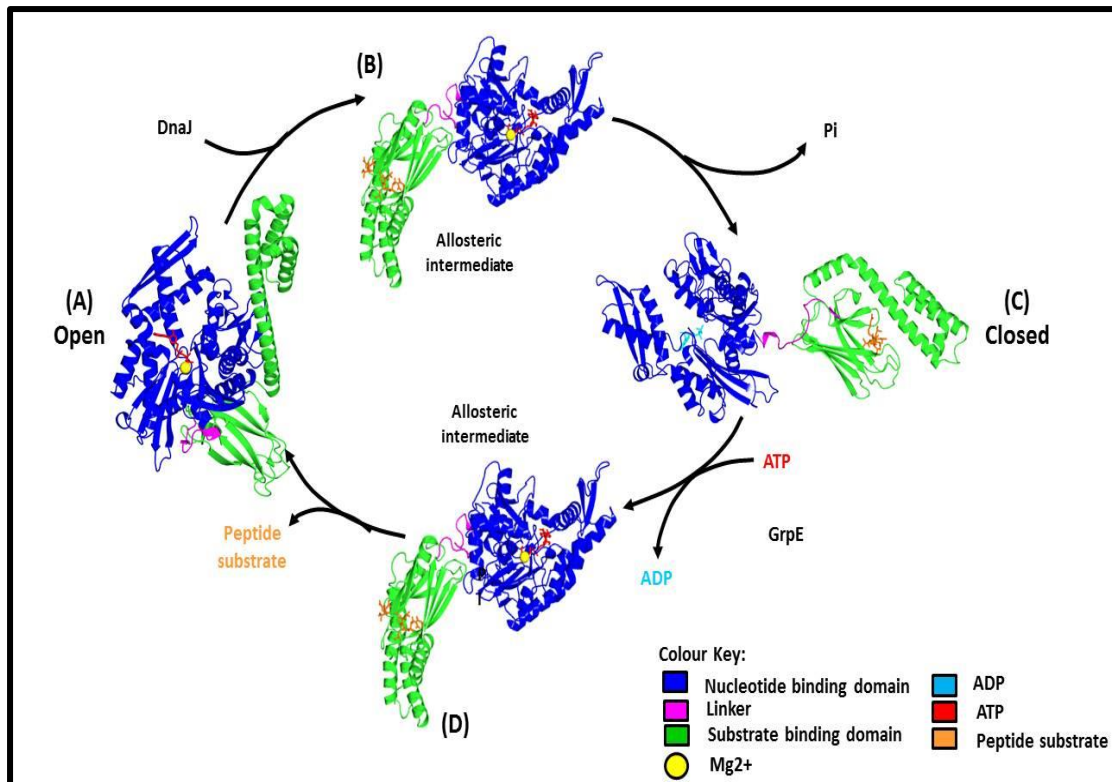 (B)
DnaJ
Pi
Allosteric
intermediate
(A)
Open
(C)
Closed
Allosteric
intermediate
ATP
GrpE
Peptide
substrate
ADP
(D)
Colour Key:
Nucleotide binding domain
Linker
Substrate binding domain
Mg2+
ADP
ATP
Peptide substrate